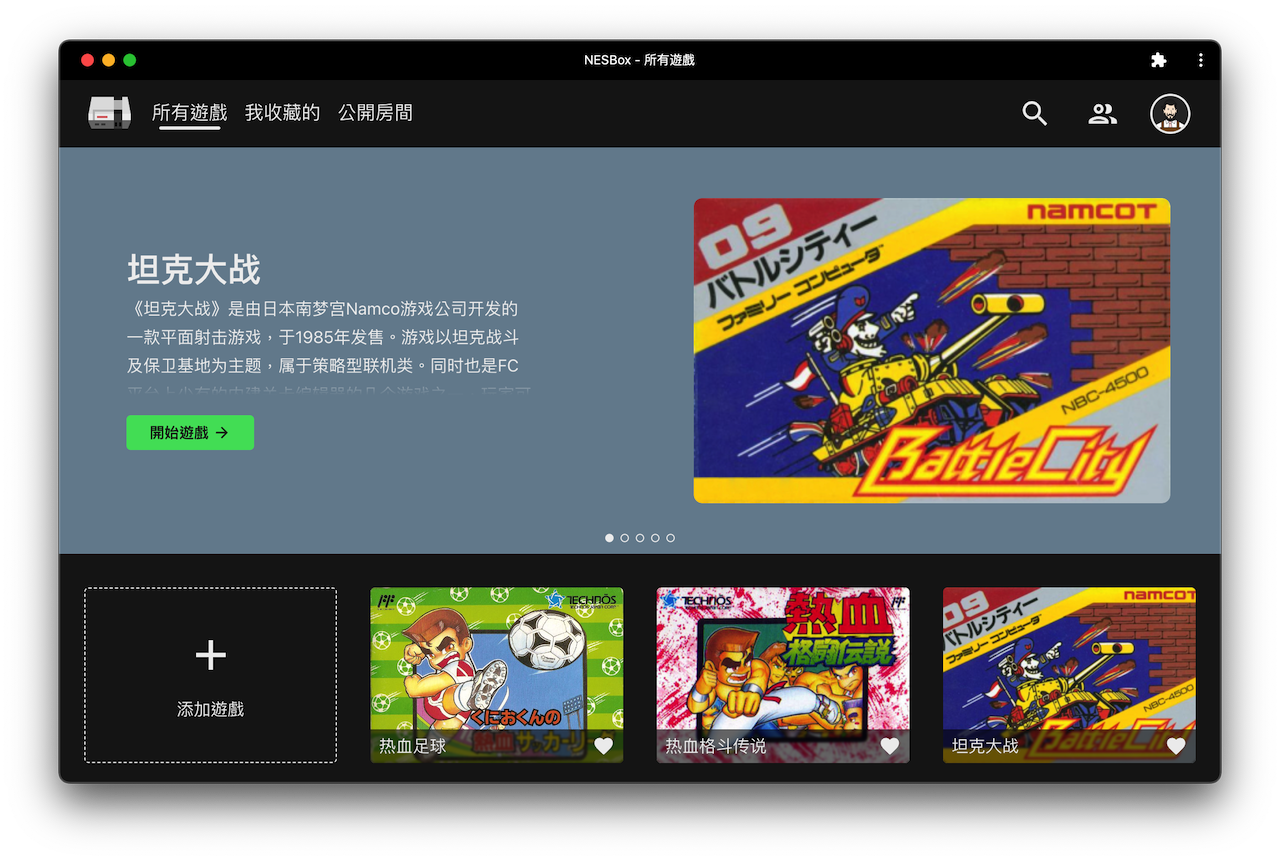 NESBox - 所有遊戲
所有遊戲 我收藏的 公開房間
坦克大战
《坦克大战》是由日本南梦宫Namco游戏公司开发的
一款平面射击游戏，于1985年发售。游戏以坦克战斗
及保卫基地为主题，属于策略型联机类。同时也是FC
開始遊戲 →
09
namcot
バトルシティー
ファミリー コンピュータ
NBC-4500
BattleCity
添加遊戲
TECHNOS
くにおくんの
熱血サッカーリーグ
热血足球
TECHNOS
熱血
格闘伝説
热血格斗传说
09
namcot
バトルシティー
ファミリー コンピュータ
NBC-4500
BattleCity
坦克大战